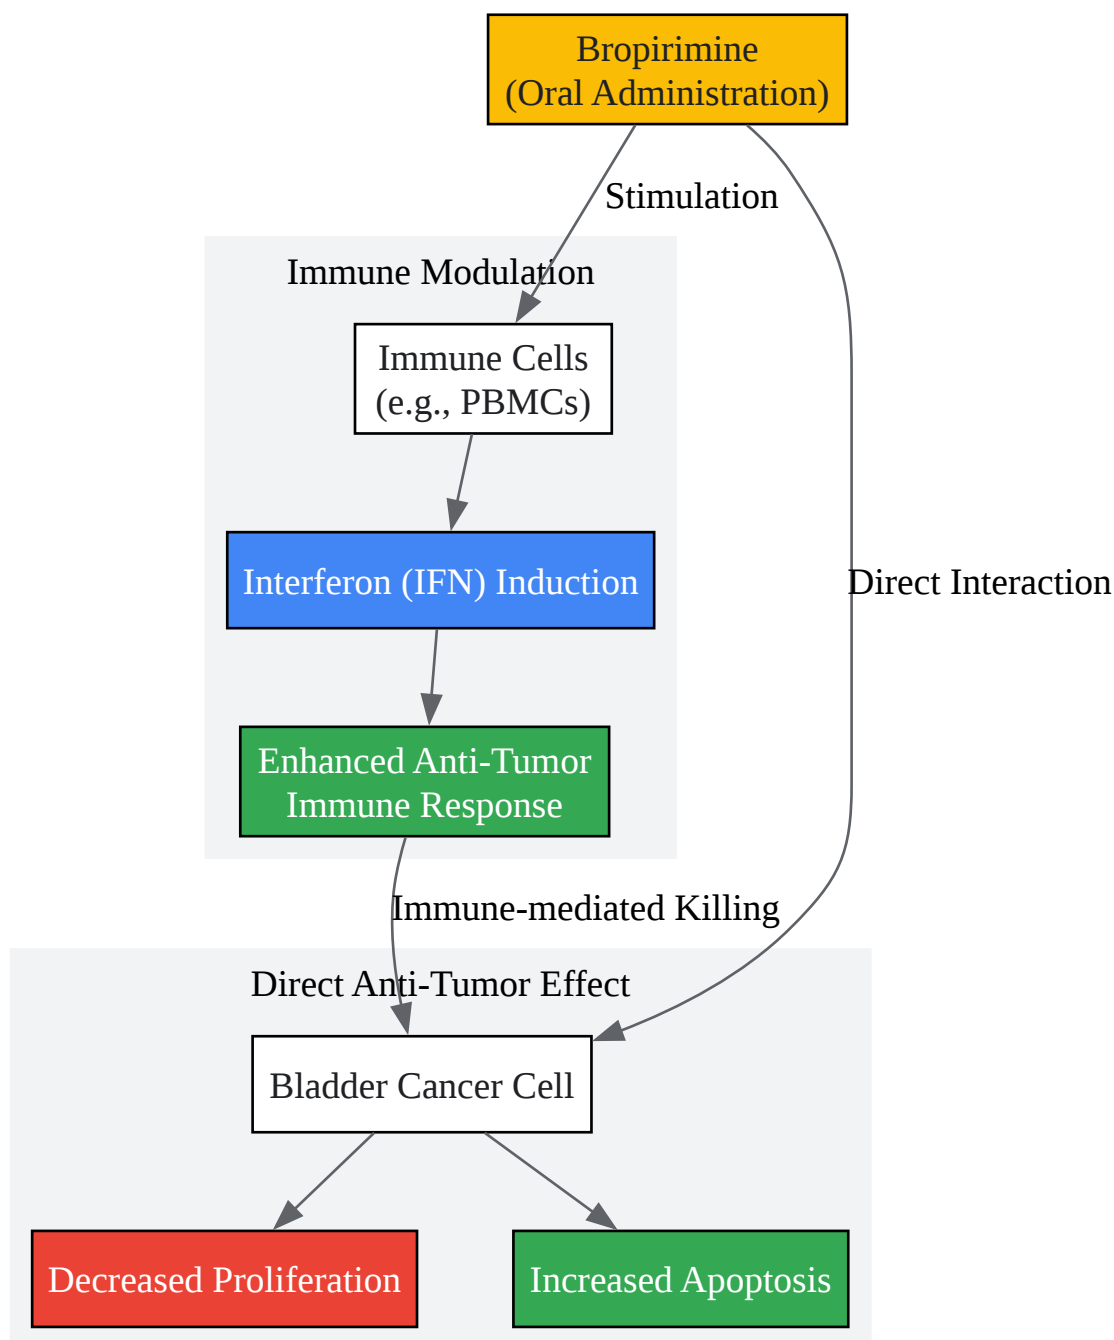 Bropirimine
(Oral Administration)
Stimulation
Immune Modulation
Immune Cells
(e.g., PBMCs)
Interferon (IFN) Induction
Direct Interaction
Enhanced Anti-Tumor
Immune Response
Immune-mediated Killing
Direct Anti-Tumor Effect
Bladder Cancer Cell
Decreased Proliferation
Increased Apoptosis